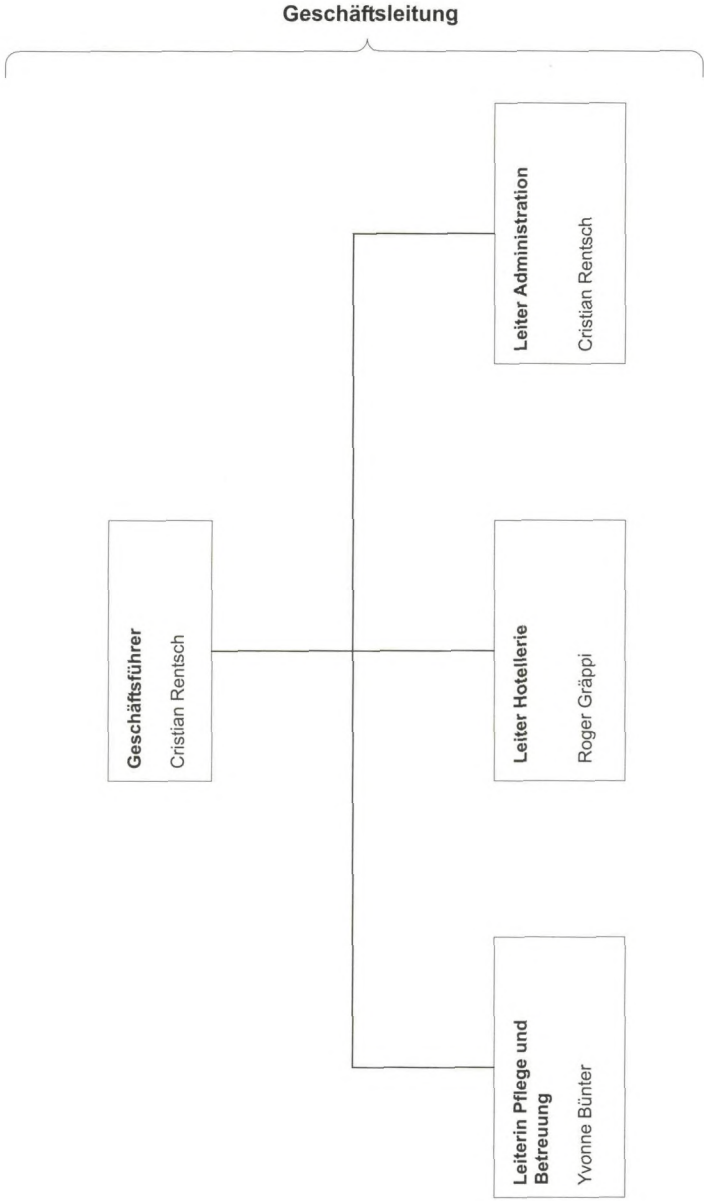 Geschäftsleitung
Geschäftsführer
Cristian Rentsch
Leiterin Pflege und
Betreuung
Yvonne Bünter
Leiter Hotellerie
Roger Gräppi
Leiter Administration
Cristian Rentsch